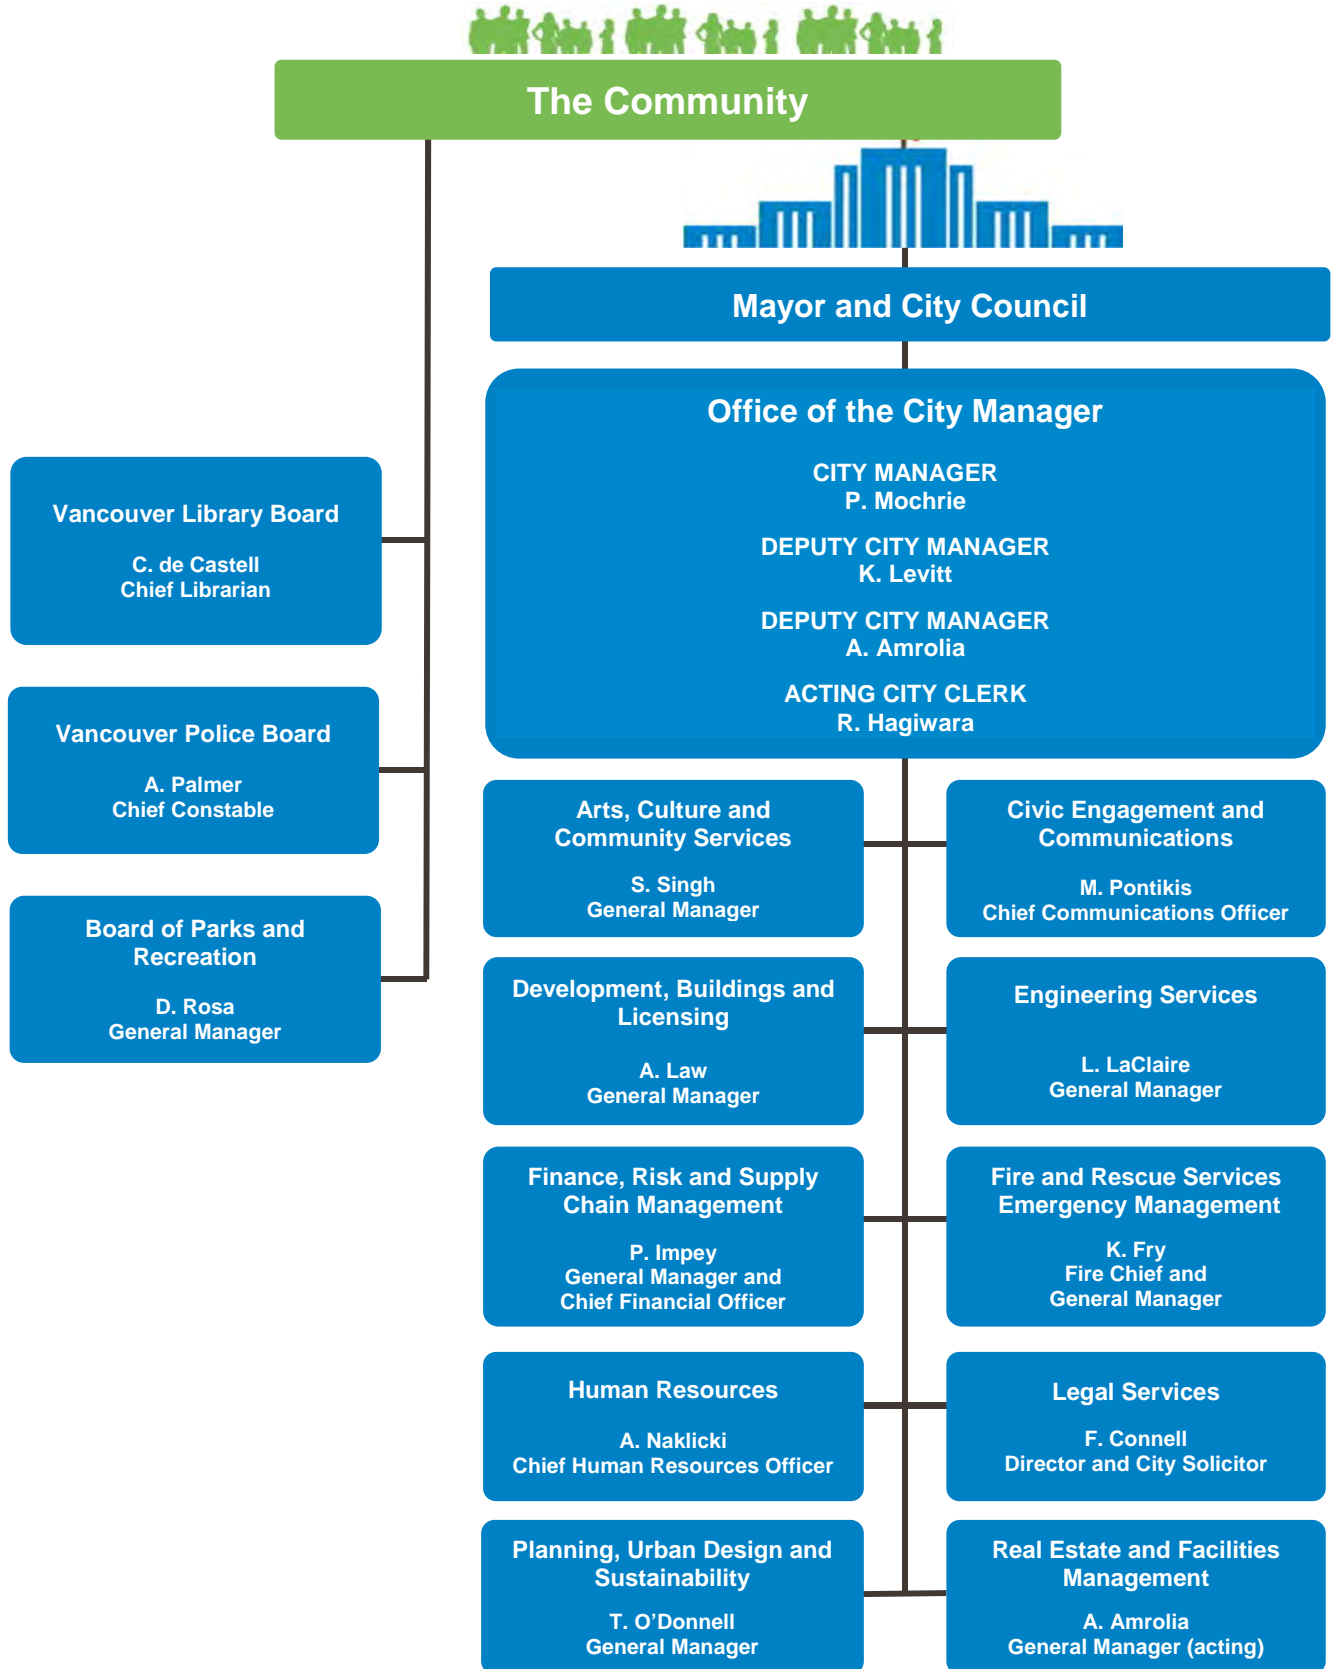 The Community
Mayor and City Council
Office of the City Manager
CITY MANAGER
P. Mochrie
DEPUTY CITY MANAGER
K. Levitt
DEPUTY CITY MANAGER
A. Amrolia
ACTING CITY CLERK
R. Hagiwara
Vancouver Library Board
C. de Castell
Chief Librarian
Vancouver Police Board
A. Palmer
Chief Constable
Board of Parks and
Recreation
D. Rosa
General Manager
Arts, Culture and
Community Services
S. Singh
General Manager
Civic Engagement and
Communications
M. Pontikis
Chief Communications Officer
Development, Buildings and
Licensing
A. Law
General Manager
Engineering Services
L. LaClaire
General Manager
Finance, Risk and Supply
Chain Management
P. Impey
General Manager and
Chief Financial Officer
Fire and Rescue Services
Emergency Management
K. Fry
Fire Chief and
General Manager
Human Resources
A. Naklicki
Chief Human Resources Officer
Legal Services
F. Connell
Director and City Solicitor
Planning, Urban Design and
Sustainability
T. O'Donnell
General Manager
Real Estate and Facilities
Management
A. Amrolia
General Manager (acting)